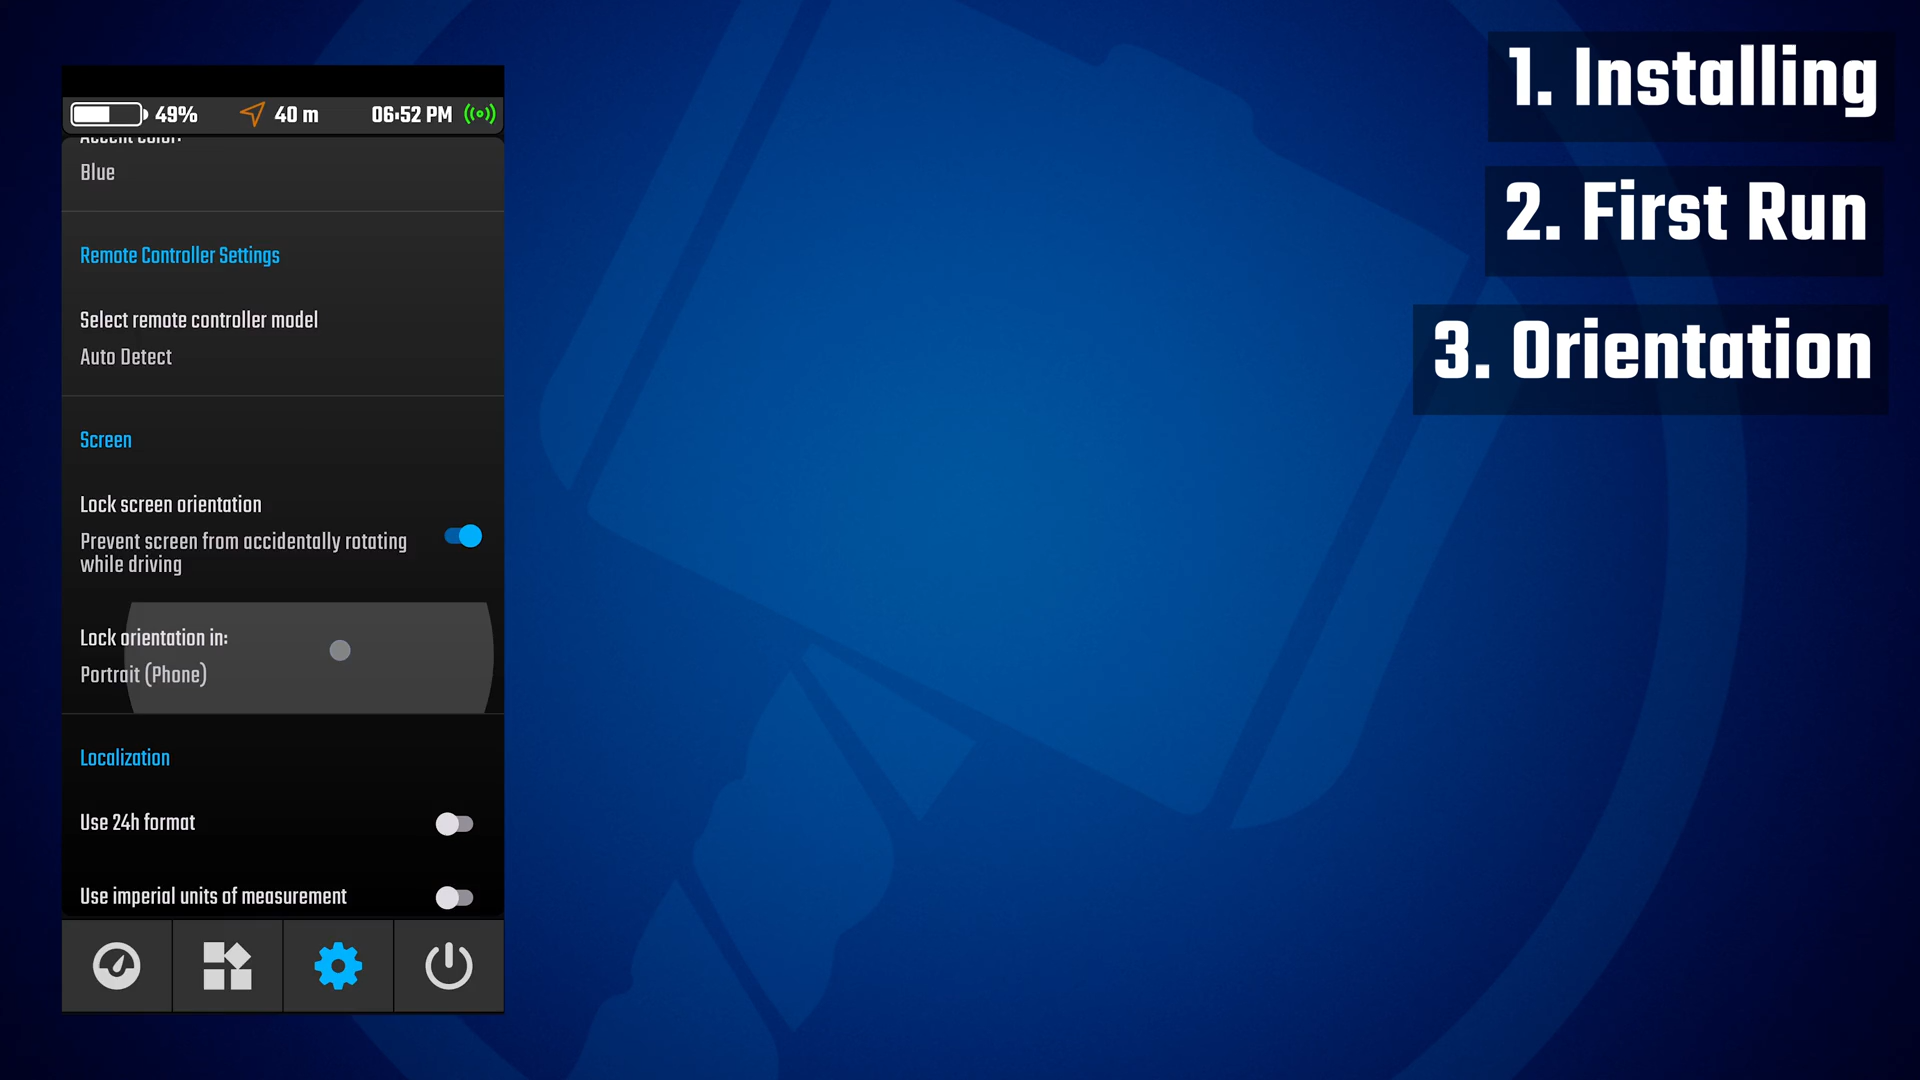 49%
40 m
06:52 PM
Accent color:
Blue
Remote Controller Settings
Select remote controller model
Auto Detect
Screen
Lock screen orientation
Prevent screen from accidentally rotating
while driving
Lock orientation in:
Portrait (Phone)
Localization
Use 24h format
Use imperial units of measurement
1. Installing
2. First Run
3. Orientation